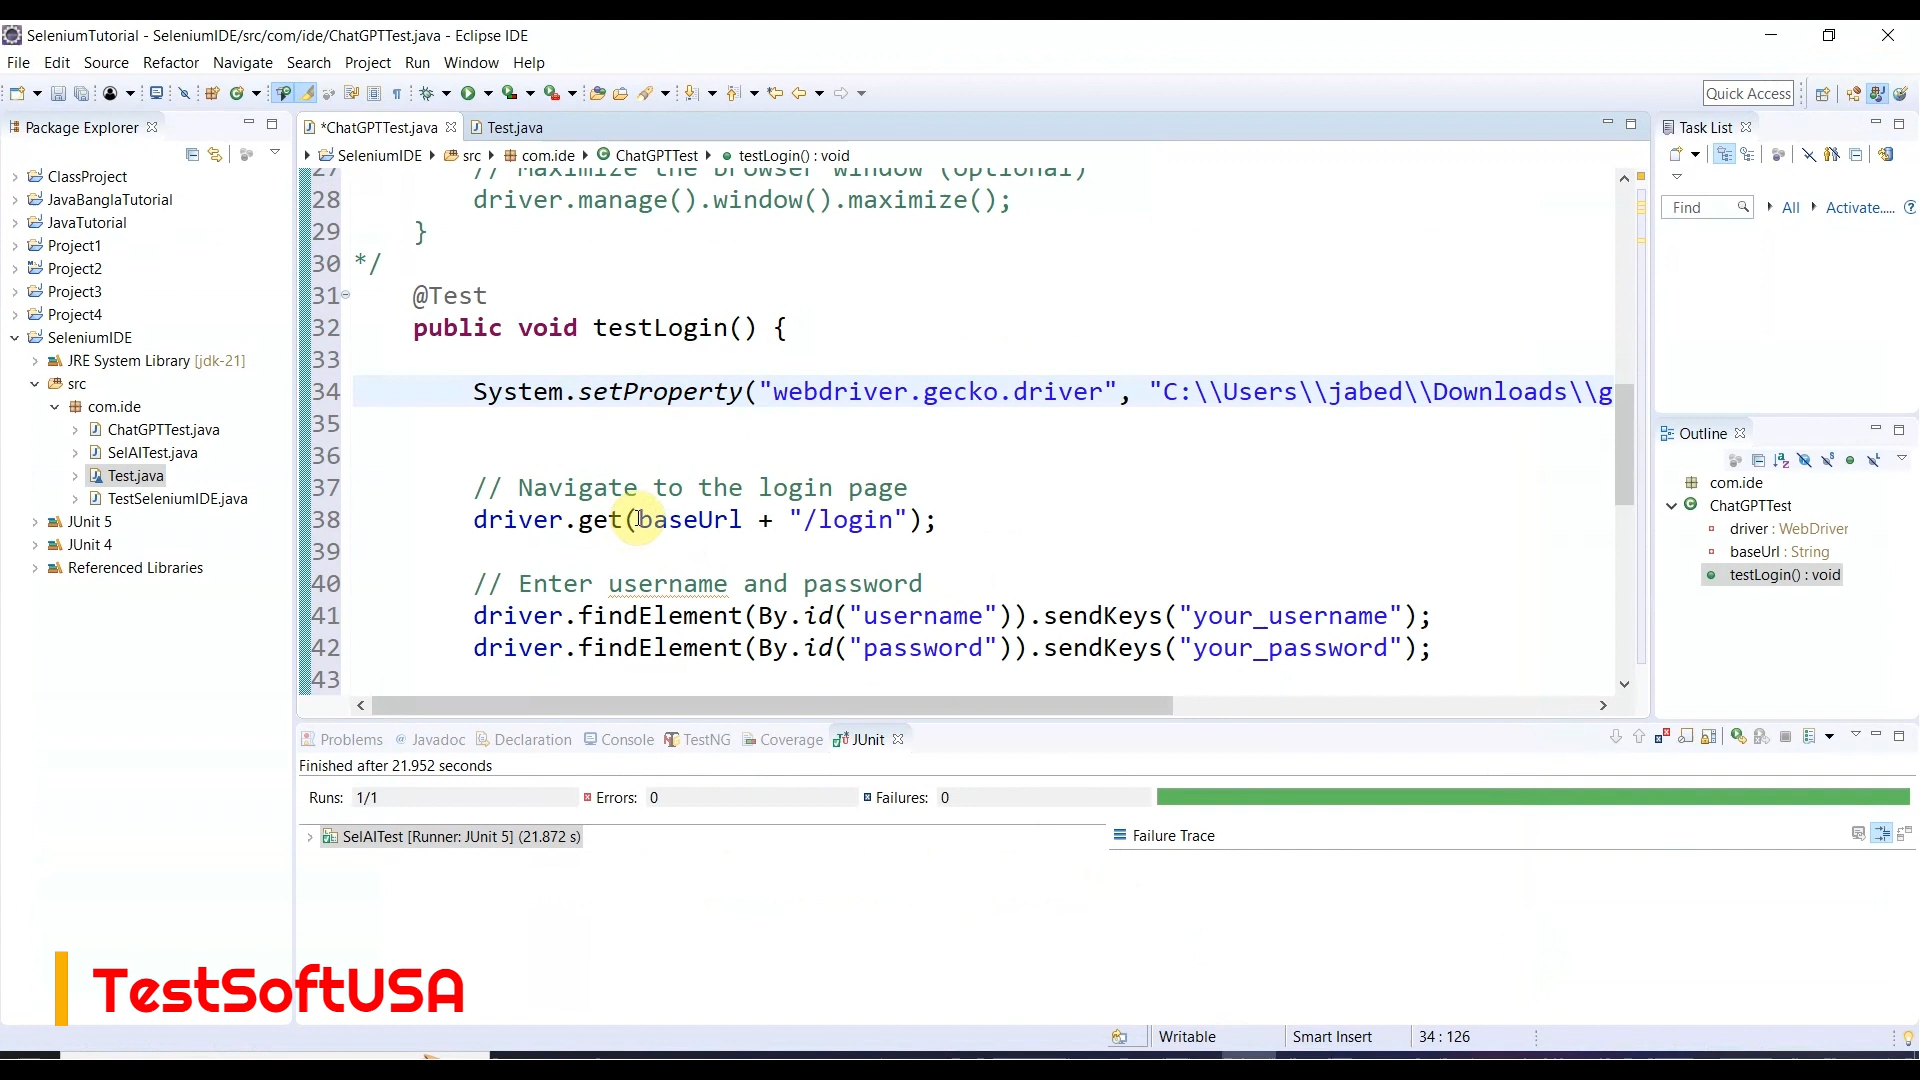 SeleniumTutorial - SeleniumIDE/src/com/ide/ChatGPTTest.java - Eclipse IDE
File Edit Source Refactor Navigate Search Project Run Window Help
Quick Access
Package Explorer
ClassProject
JavaBanglaTutorial
JavaTutorial
Project1
Project2
Project3
Project4
SeleniumIDE
JRE System Library [jdk-21]
src
com.ide
ChatGPTTest.java
SelAITest.java
Test.java
TestSeleniumIDE.java
JUnit 5
JUnit 4
Referenced Libraries
*ChatGPTTest.java Test.java
SeleniumIDE src com.ide ChatGPTTest testLogin() : void
27 // Maximize the browser window (optional)
28 driver.manage().window().maximize();
29 }
30 */
31 @Test
32 public void testLogin() {
33
34 System.setProperty("webdriver.gecko.driver", "C:\\Users\\jabed\\Downloads\\g
35
36
37 // Navigate to the login page
38 driver.get(baseUrl + "/login");
39
40 // Enter username and password
41 driver.findElement(By.id("username")).sendKeys("your_username");
42 driver.findElement(By.id("password")).sendKeys("your_password");
43
Task List
Find All Activate.....
Outline
com.ide
ChatGPTTest
driver : WebDriver
baseUrl : String
testLogin() : void
Problems Javadoc Declaration Console TestNG Coverage JUnit
Finished after 21.952 seconds
Runs: 1/1 Errors: 0 Failures: 0
SelAITest [Runner: JUnit 5] (21.872 s)
Failure Trace
TestSoftUSA
Writable Smart Insert 34 : 126